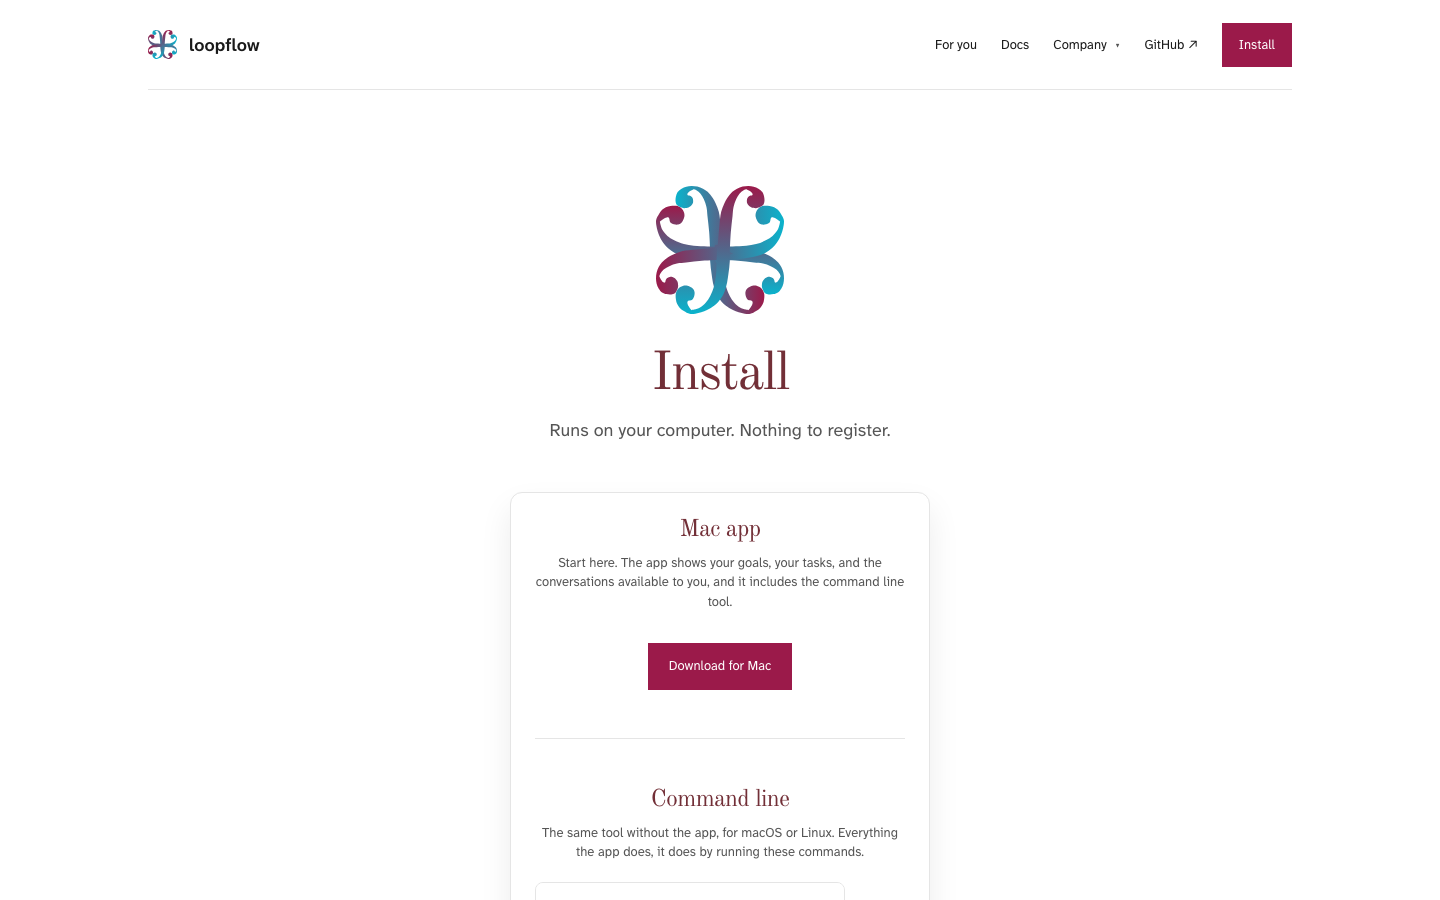 loopflow
For you
Docs
Company
GitHub ↗
Install
Install
Runs on your computer. Nothing to register.
Mac app
Start here. The app shows your goals, your tasks, and the
conversations available to you, and it includes the command line
tool.
Download for Mac
Command line
The same tool without the app, for macOS or Linux. Everything
the app does, it does by running these commands.